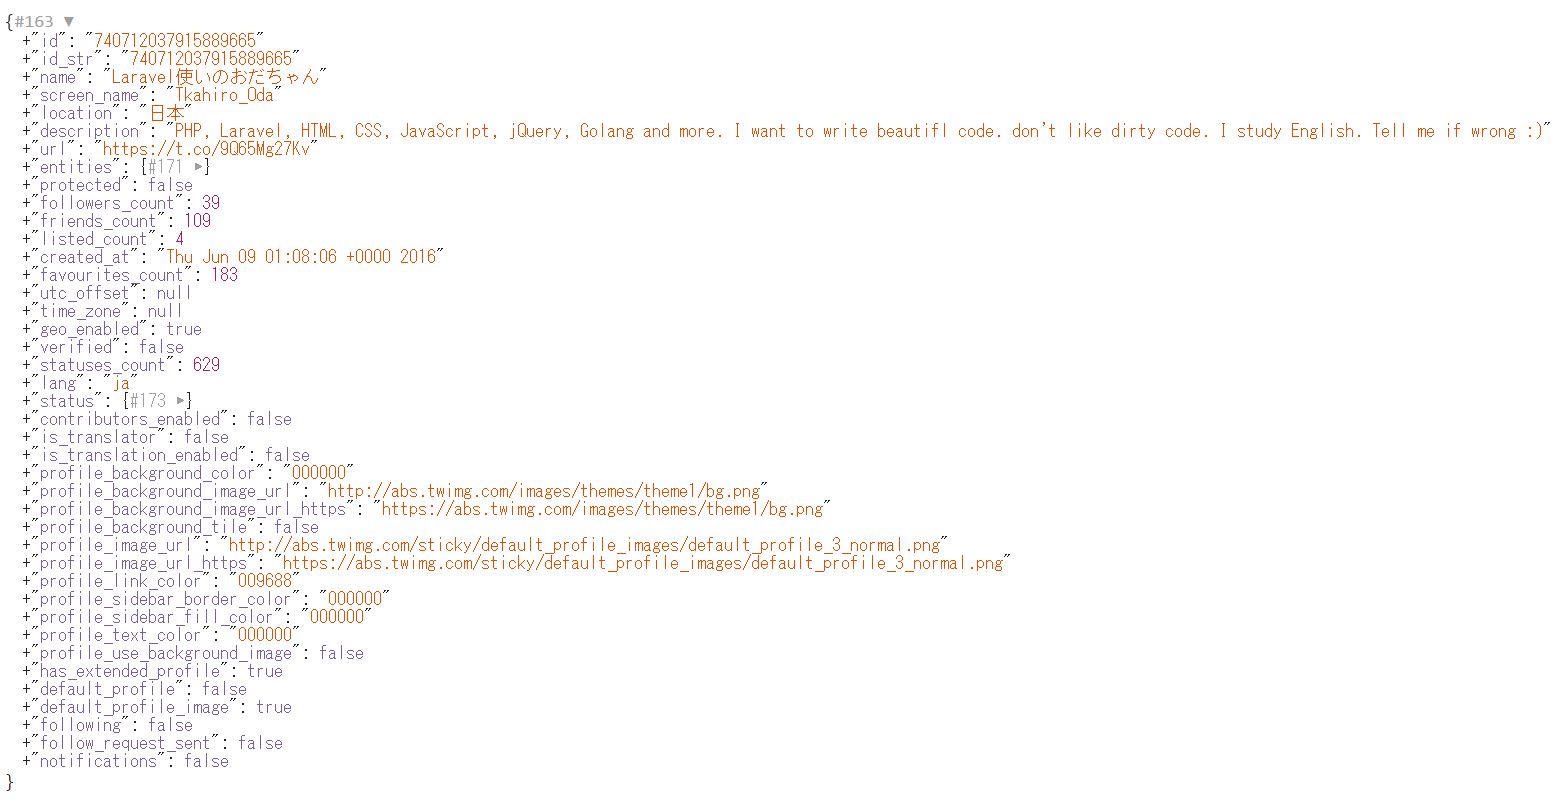 {#163 ▼
+"id": "740712037915889665"
+"id_str": "740712037915889665"
+"name": "Laravel使いのおだちゃん"
+"screen_name": "Tkahiro_Oda"
+"location": "日本"
+"description": "PHP, Laravel, HTML, CSS, JavaScript, jQuery, Golang and more. I want to write beautifl code. don't like dirty code. I study English. Tell me if wrong :)"
+"url": "https://t.co/9Q65Mg27Kv"
+"entities": {#171 ▶}
+"protected": false
+"followers_count": 39
+"friends_count": 109
+"listed_count": 4
+"created_at": "Thu Jun 09 01:08:06 +0000 2016"
+"favourites_count": 183
+"utc_offset": null
+"time_zone": null
+"geo_enabled": true
+"verified": false
+"statuses_count": 629
+"lang": "ja"
+"status": {#173 ▶}
+"contributors_enabled": false
+"is_translator": false
+"is_translation_enabled": false
+"profile_background_color": "000000"
+"profile_background_image_url": "http://abs.twimg.com/images/themes/theme1/bg.png"
+"profile_background_image_url_https": "https://abs.twimg.com/images/themes/theme1/bg.png"
+"profile_background_tile": false
+"profile_image_url": "http://abs.twimg.com/sticky/default_profile_images/default_profile_3_normal.png"
+"profile_image_url_https": "https://abs.twimg.com/sticky/default_profile_images/default_profile_3_normal.png"
+"profile_link_color": "009688"
+"profile_sidebar_border_color": "000000"
+"profile_sidebar_fill_color": "000000"
+"profile_text_color": "000000"
+"profile_use_background_image": false
+"has_extended_profile": true
+"default_profile": false
+"default_profile_image": true
+"following": false
+"follow_request_sent": false
+"notifications": false
}